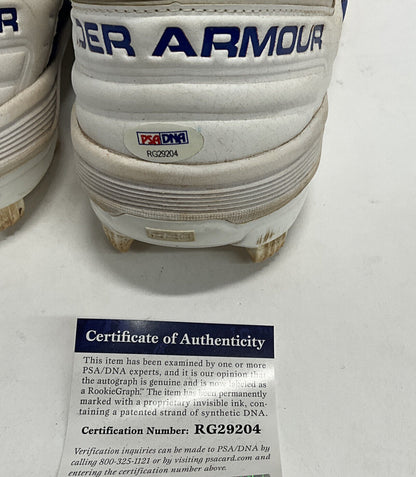 R
DER ARMOUR
PSA/DNA
RG29204
Certificate of Authenticity
This item has been examined by one or more
PSA/DNA experts, and it is our opinion that
the autograph is genuine and is now labeled as
a RookieGraph.™ The item has been permanently
marked with a proprietary invisible ink, con-
taining a patented strand of synthetic DNA.
Certification Number: RG29204
Verification inquiries can be made to PSA/DNA by
calling 800-325-1121 or by visiting psacard.com and
entering the certification number above.